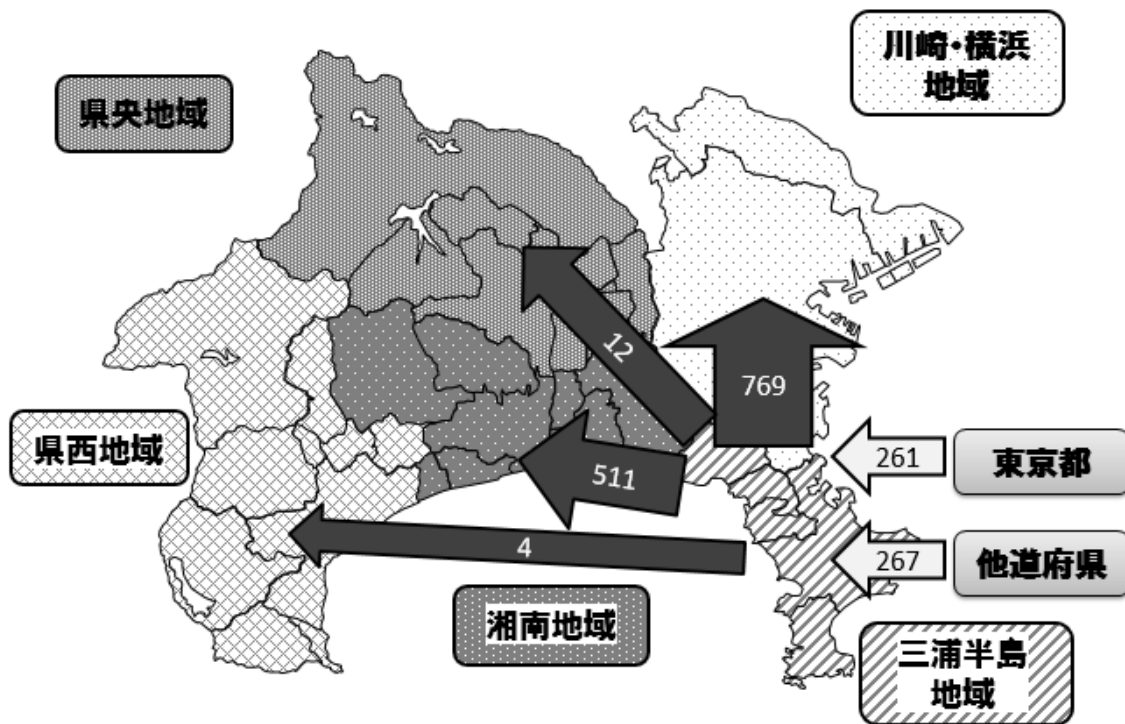 川崎・横浜
地域
県央地域
12
769
県西地域
511
261
東京都
4
267
他道府県
湘南地域
三浦半島
地域